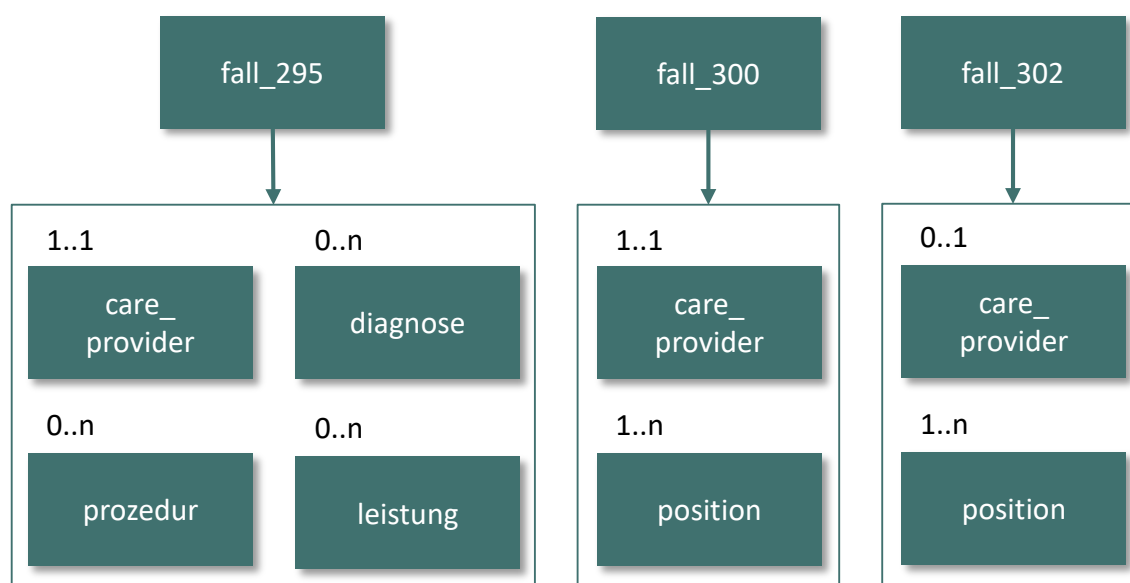 fall_295
fall_300
fall_302
1..1
0..n
care_
provider
diagnose
0..n
0..n
prozedur
leistung
1..1
care_
provider
1..n
position
0..1
care_
provider
1..n
position